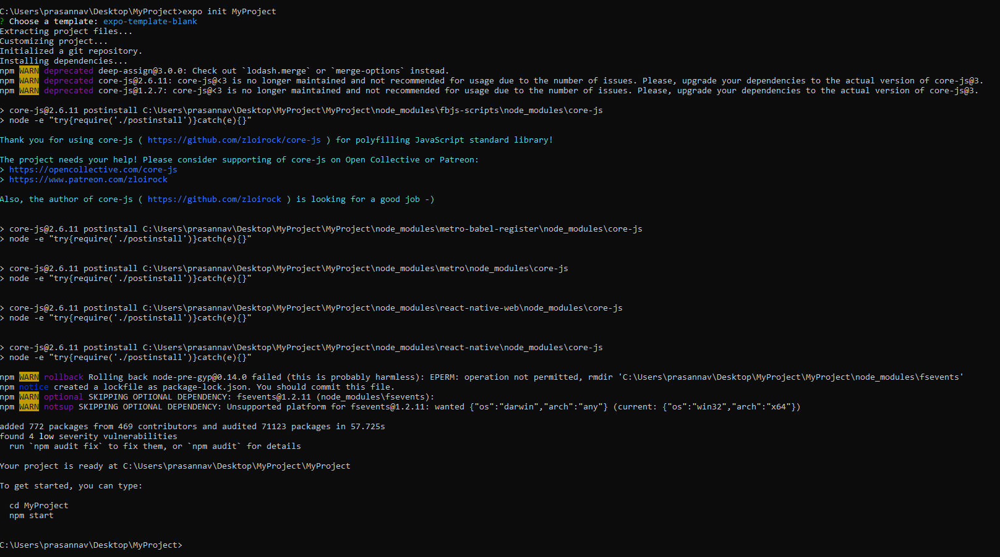 C:\Users\prasannav\Desktop\MyProject>expo init MyProject
? Choose a template: expo-template-blank
Extracting project files...
Customizing project...
Initialized a git repository.
Installing dependencies...
npm WARN deprecated deep-assign@3.0.0: Check out `lodash.merge` or `merge-options` instead.
npm WARN deprecated core-js@2.6.11: core-js@<3 is no longer maintained and not recommended for usage due to the number of issues. Please, upgrade your dependencies to the actual version of core-js@3.
npm WARN deprecated core-js@1.2.7: core-js@<3 is no longer maintained and not recommended for usage due to the number of issues. Please, upgrade your dependencies to the actual version of core-js@3.
> core-js@2.6.11 postinstall C:\Users\prasannav\Desktop\MyProject\MyProject\node_modules\fbjs-scripts\node_modules\core-js
> node -e "try{require('./postinstall')}catch(e){}"
Thank you for using core-js ( https://github.com/zloirock/core-js ) for polyfilling JavaScript standard library!
The project needs your help! Please consider supporting of core-js on Open Collective or Patreon:
> https://opencollective.com/core-js
> https://www.patreon.com/zloirock
Also, the author of core-js ( https://github.com/zloirock ) is looking for a good job -)
> core-js@2.6.11 postinstall C:\Users\prasannav\Desktop\MyProject\MyProject\node_modules\metro-babel-register\node_modules\core-js
> node -e "try{require('./postinstall')}catch(e){}"
> core-js@2.6.11 postinstall C:\Users\prasannav\Desktop\MyProject\MyProject\node_modules\metro\node_modules\core-js
> node -e "try{require('./postinstall')}catch(e){}"
> core-js@2.6.11 postinstall C:\Users\prasannav\Desktop\MyProject\MyProject\node_modules\react-native-web\node_modules\core-js
> node -e "try{require('./postinstall')}catch(e){}"
> core-js@2.6.11 postinstall C:\Users\prasannav\Desktop\MyProject\MyProject\node_modules\react-native\node_modules\core-js
> node -e "try{require('./postinstall')}catch(e){}"
npm WARN rollback Rolling back node-pre-gyp@0.14.0 failed (this is probably harmless): EPERM: operation not permitted, rmdir 'C:\Users\prasannav\Desktop\MyProject\MyProject\node_modules\fsevents'
npm notice created a lockfile as package-lock.json. You should commit this file.
npm WARN optional SKIPPING OPTIONAL DEPENDENCY: fsevents@1.2.11 (node_modules\fsevents):
npm WARN notsup SKIPPING OPTIONAL DEPENDENCY: Unsupported platform for fsevents@1.2.11: wanted {"os":"darwin","arch":"any"} (current: {"os":"win32","arch":"x64"})
added 772 packages from 469 contributors and audited 71123 packages in 57.725s
found 4 low severity vulnerabilities
run `npm audit fix` to fix them, or `npm audit` for details
Your project is ready at C:\Users\prasannav\Desktop\MyProject\MyProject
To get started, you can type:
cd MyProject
npm start
C:\Users\prasannav\Desktop\MyProject>